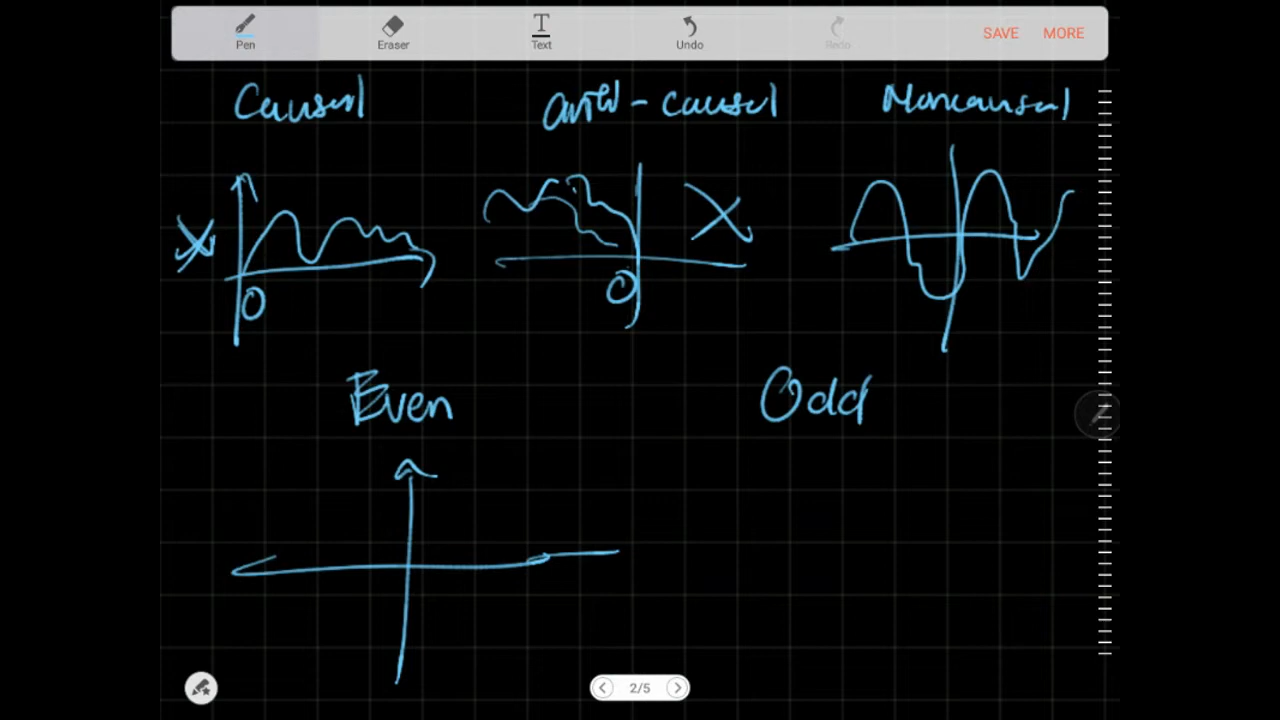 Pen Eraser Text Undo Redo SAVE MORE
Causal anti-causal Noncausal
X X
0 0
Even Odd
2/5